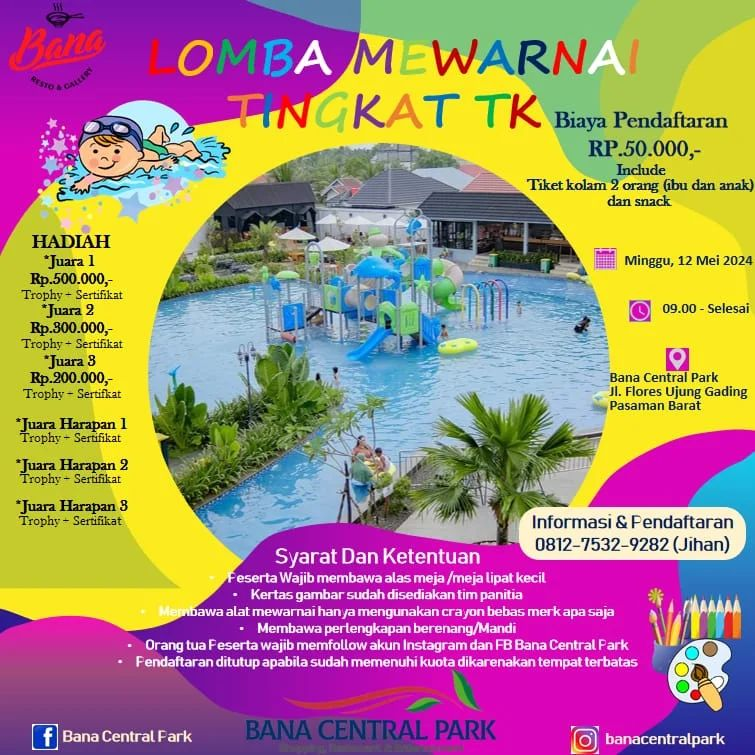 Bana
RESTO & GALLERY
LOMBA MEWARNAI
TINGKAT TK
Biaya Pendaftaran
RP.50.000,-
Include
Tiket kolam 2 orang (ibu dan anak)
dan snack
HADIAH
*Juara 1
Rp.500.000,-
Trophy + Sertifikat
*Juara 2
Rp.300.000,-
Trophy + Sertifikat
*Juara 3
Rp.200.000,-
Trophy + Sertifkat
*Juara Harapan 1
Trophy + Sertifikat
*Juara Harapan 2
Trophy + Sertifikat
*Juara Harapan 3
Trophy + Sertifikat
Minggu, 12 Mei 2024
09.00 - Selesai
Bana Central Park
Jl. Flores Ujung Gading
Pasaman Barat
Informasi & Pendaftaran
0812-7532-9282 (Jihan)
Syarat Dan Ketentuan
• Peserta Wajib membawa alas meja /meja lipat kecil
• Kertas gambar sudah disediakan tim panitia
• Membawa alat mewarnai hanya mengunakan crayon bebas merk apa saja
• Membawa perlengkapan berenang/Mandi
• Orang tua Peserta wajib memfollow akun Instagram dan FB Bana Central Park
• Pendaftaran ditutup apabila sudah memenuhi kuota dikarenakan tempat terbatas
Bana Central Park
BANA CENTRAL PARK
Shopping, Restaurant & Entertainment
banacentralpark